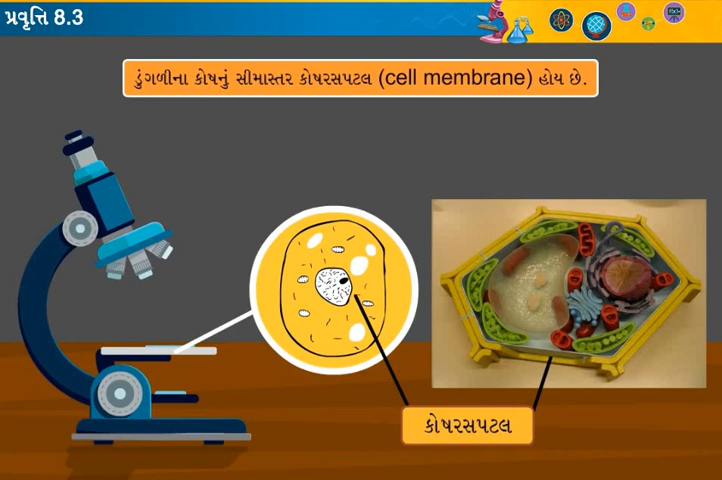 પ્રવૃત્તિ 8.3
ડુંગળીના કોષનું સીમાસ્તર કોષરસપટલ (cell membrane) હોય છે.
કોષરસપટલ